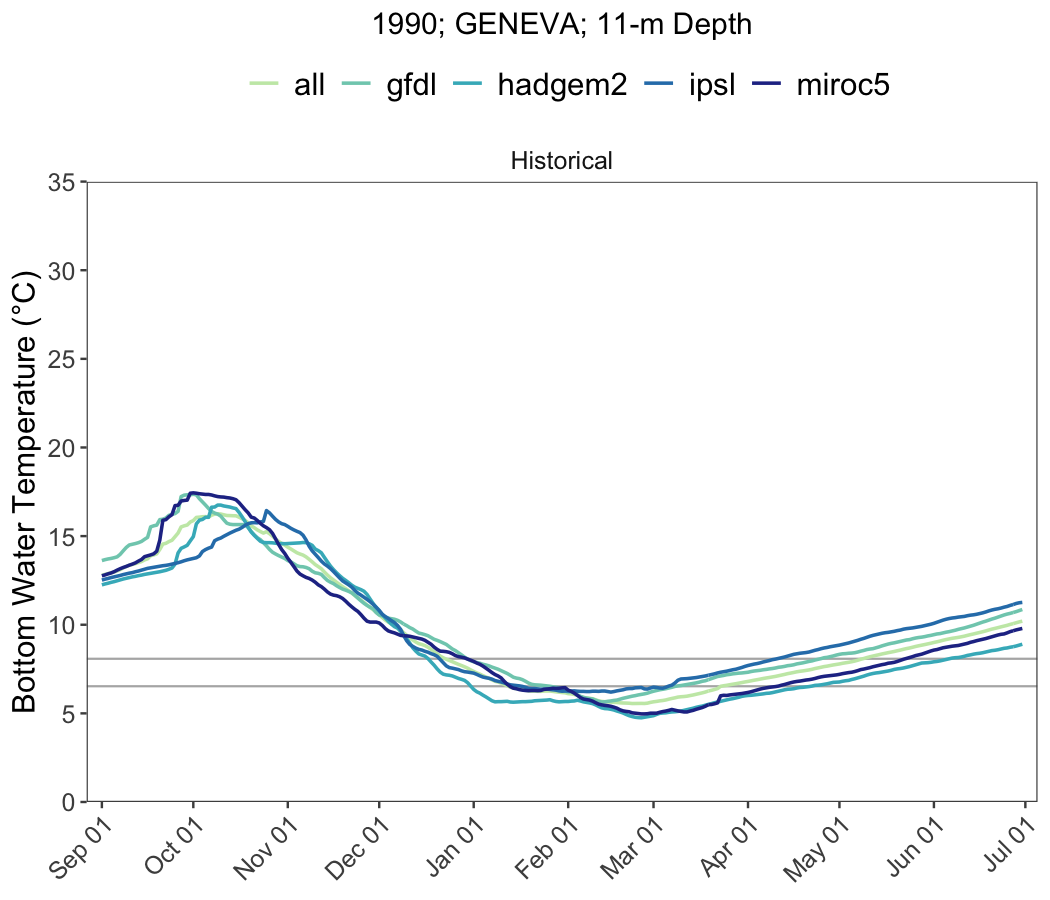 1990; GENEVA; 11-m Depth
all gfdl hadgem2 ipsl miroc5
Historical
Bottom Water Temperature (°C)
35
30
25
20
15
10
5
0
Sep 01 Oct 01 Nov 01 Dec 01 Jan 01 Feb 01 Mar 01 Apr 01 May 01 Jun 01 Jul 01